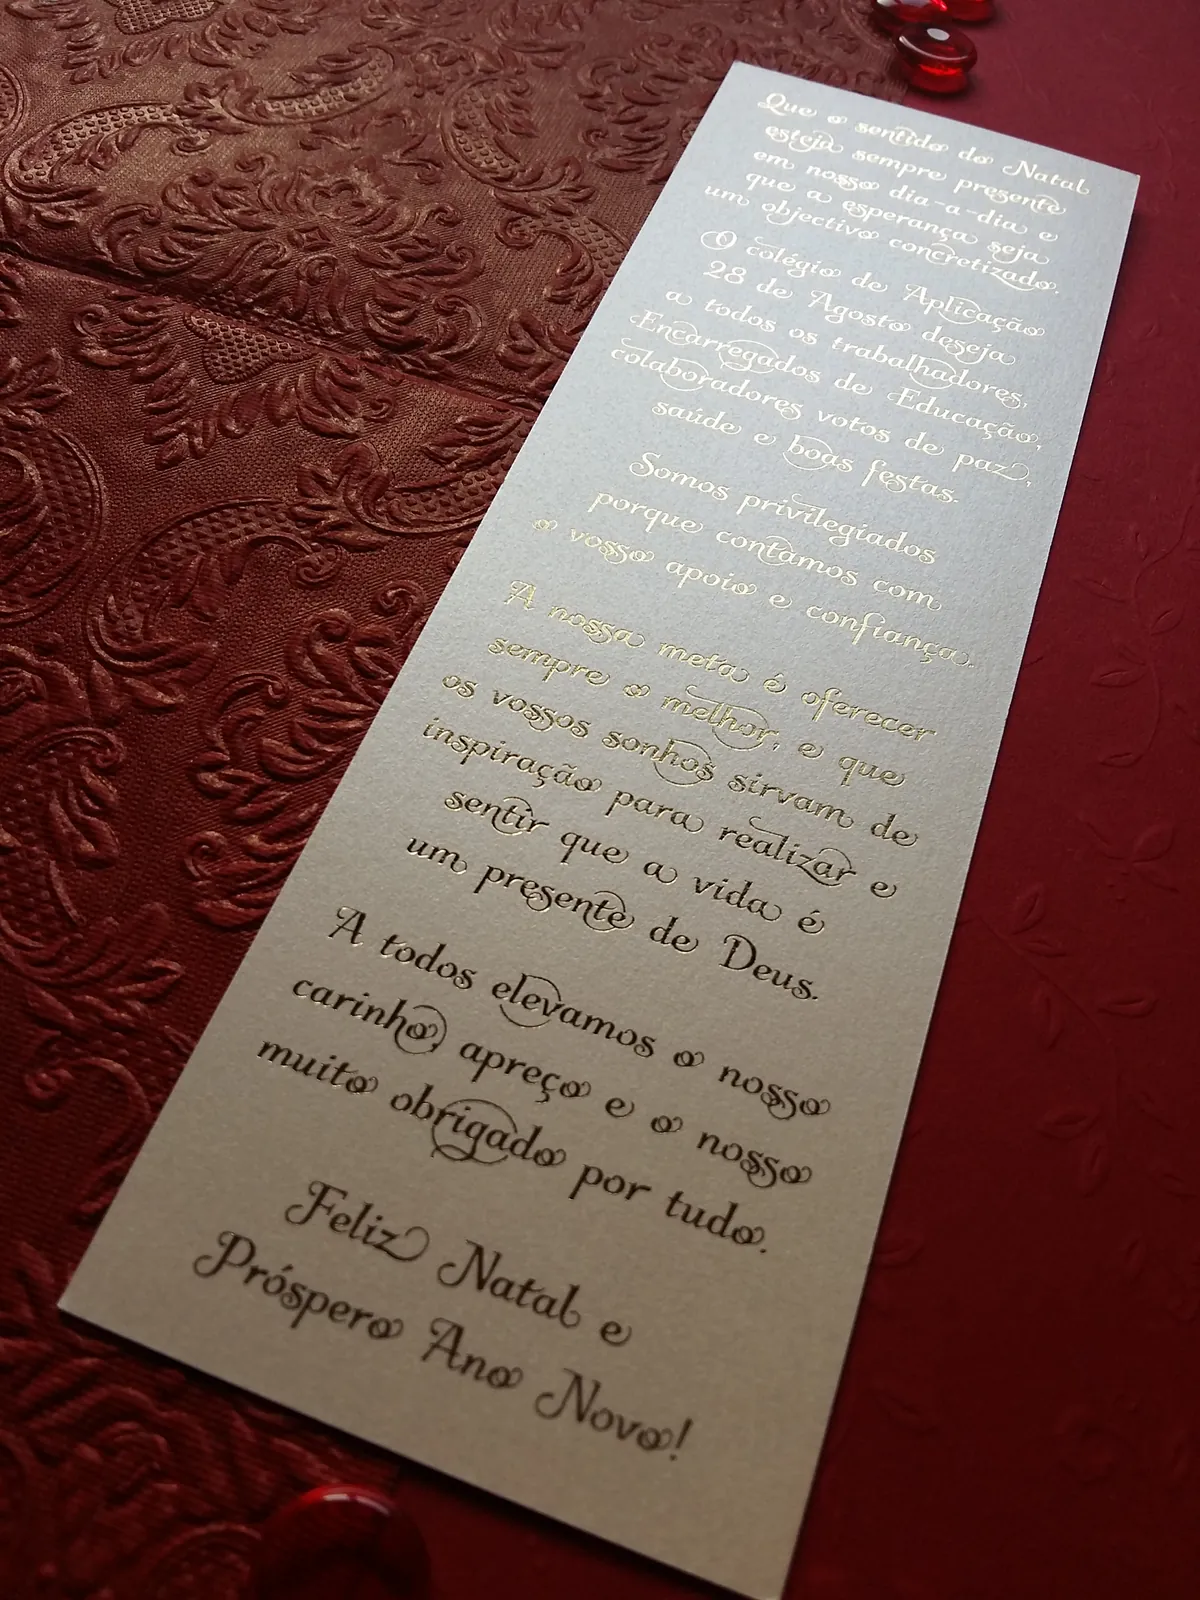 Que o sentido do Natal
esteja sempre presente
em nosso dia-a-dia e
que a esperança seja
um objectivo concretizado.
O colégio de Aplicação
28 de Agosto deseja
a todos os trabalhadores,
Encarregados de Educação,
colaboradores votos de paz,
saúde e boas festas.
Somos privilegiados
porque contamos com
o vosso apoio e confiança.
A nossa meta é oferecer
sempre o melhor, e que
os vossos sonhos sirvam de
inspiração para realizar e
sentir que a vida é
um presente de Deus.
A todos elevamos o nosso
carinho, apreço e o nosso
muito obrigado por tudo.
Feliz Natal e
Próspero Ano Novo!